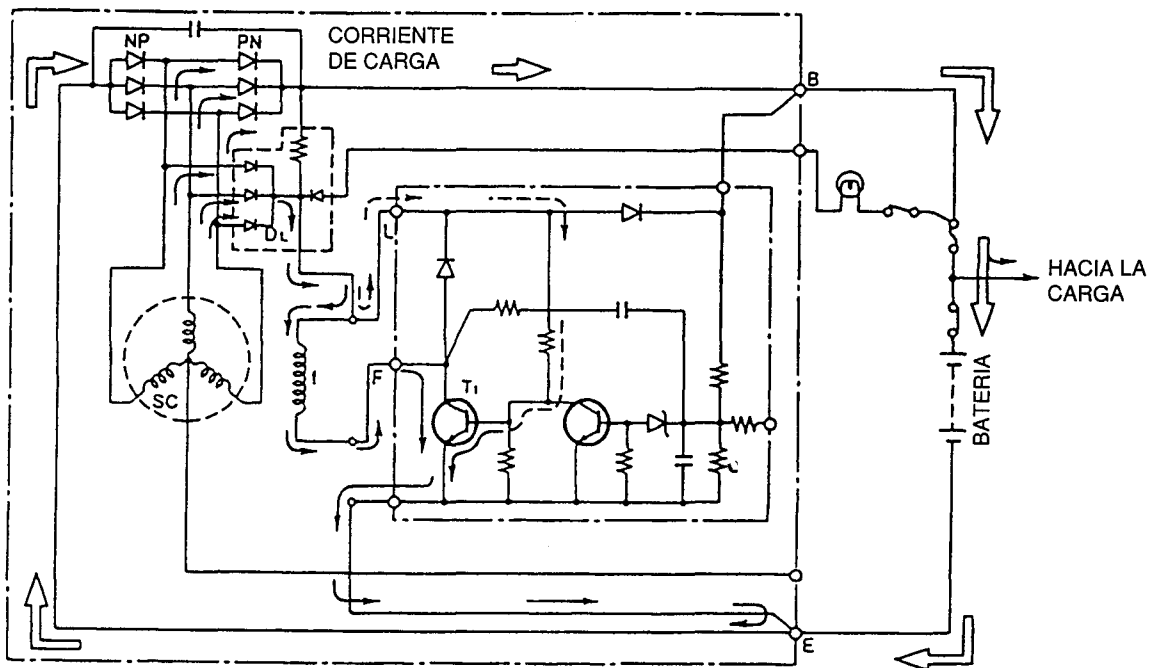 NP
PN
CORRIENTE
DE CARGA
B
DL
L
HACIA LA
CARGA
SC
F
T1
BATERIA
E